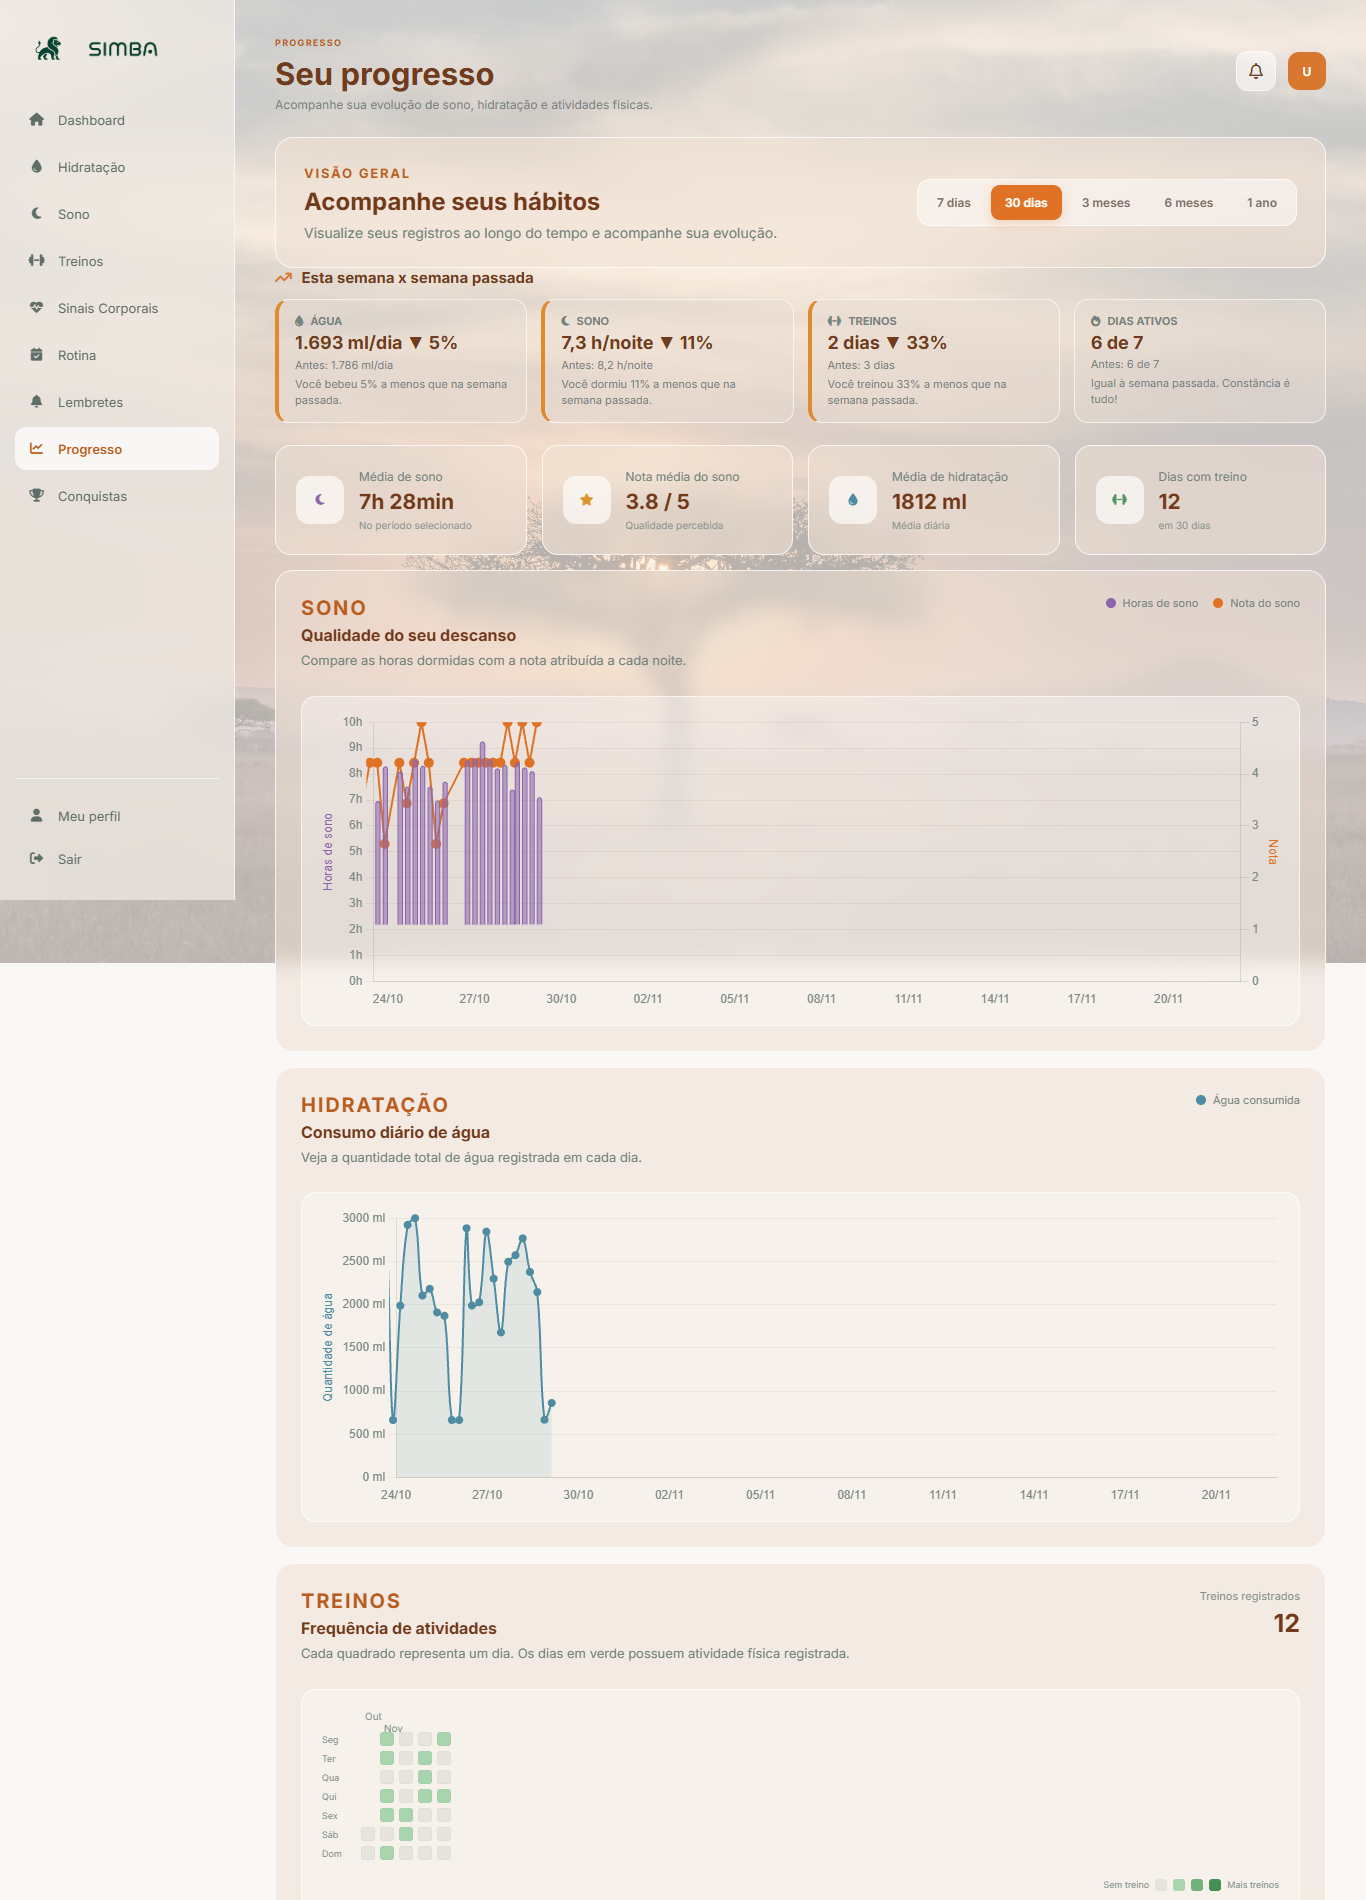 SIMBA
Dashboard
Hidratação
Sono
Treinos
Sinais Corporais
Rotina
Lembretes
Progresso
Conquistas
Meu perfil
Sair
PROGRESSO
Seu progresso
Acompanhe sua evolução de sono, hidratação e atividades físicas.
U
VISÃO GERAL
Acompanhe seus hábitos
Visualize seus registros ao longo do tempo e acompanhe sua evolução.
7 dias 30 dias 3 meses 6 meses 1 ano
Esta semana x semana passada
ÁGUA
1.693 ml/dia ▼ 5%
Antes: 1.786 ml/dia
Você bebeu 5% a menos que na semana
passada.
SONO
7,3 h/noite ▼ 11%
Antes: 8,2 h/noite
Você dormiu 11% a menos que na
semana passada.
TREINOS
2 dias ▼ 33%
Antes: 3 dias
Você treinou 33% a menos que na
semana passada.
DIAS ATIVOS
6 de 7
Antes: 6 de 7
Igual à semana passada. Constância é
tudo!
Média de sono
7h 28min
No período selecionado
Nota média do sono
3.8 / 5
Qualidade percebida
Média de hidratação
1812 ml
Média diária
Dias com treino
12
em 30 dias
SONO
Qualidade do seu descanso
Compare as horas dormidas com a nota atribuída a cada noite.
Horas de sono Nota do sono
Horas de sono
10h
9h
8h
7h
6h
5h
4h
3h
2h
1h
0h
5
4
3
2
1
0
Nota
24/10 27/10 30/10 02/11 05/11 08/11 11/11 14/11 17/11 20/11
HIDRATAÇÃO
Consumo diário de água
Veja a quantidade total de água registrada em cada dia.
Água consumida
Quantidade de água
3000 ml
2500 ml
2000 ml
1500 ml
1000 ml
500 ml
0 ml
24/10 27/10 30/10 02/11 05/11 08/11 11/11 14/11 17/11 20/11
TREINOS
Frequência de atividades
Cada quadrado representa um dia. Os dias em verde possuem atividade física registrada.
Treinos registrados
12
Out
Nov
Seg
Ter
Qua
Qui
Sex
Sáb
Dom
Sem treino Mais treinos